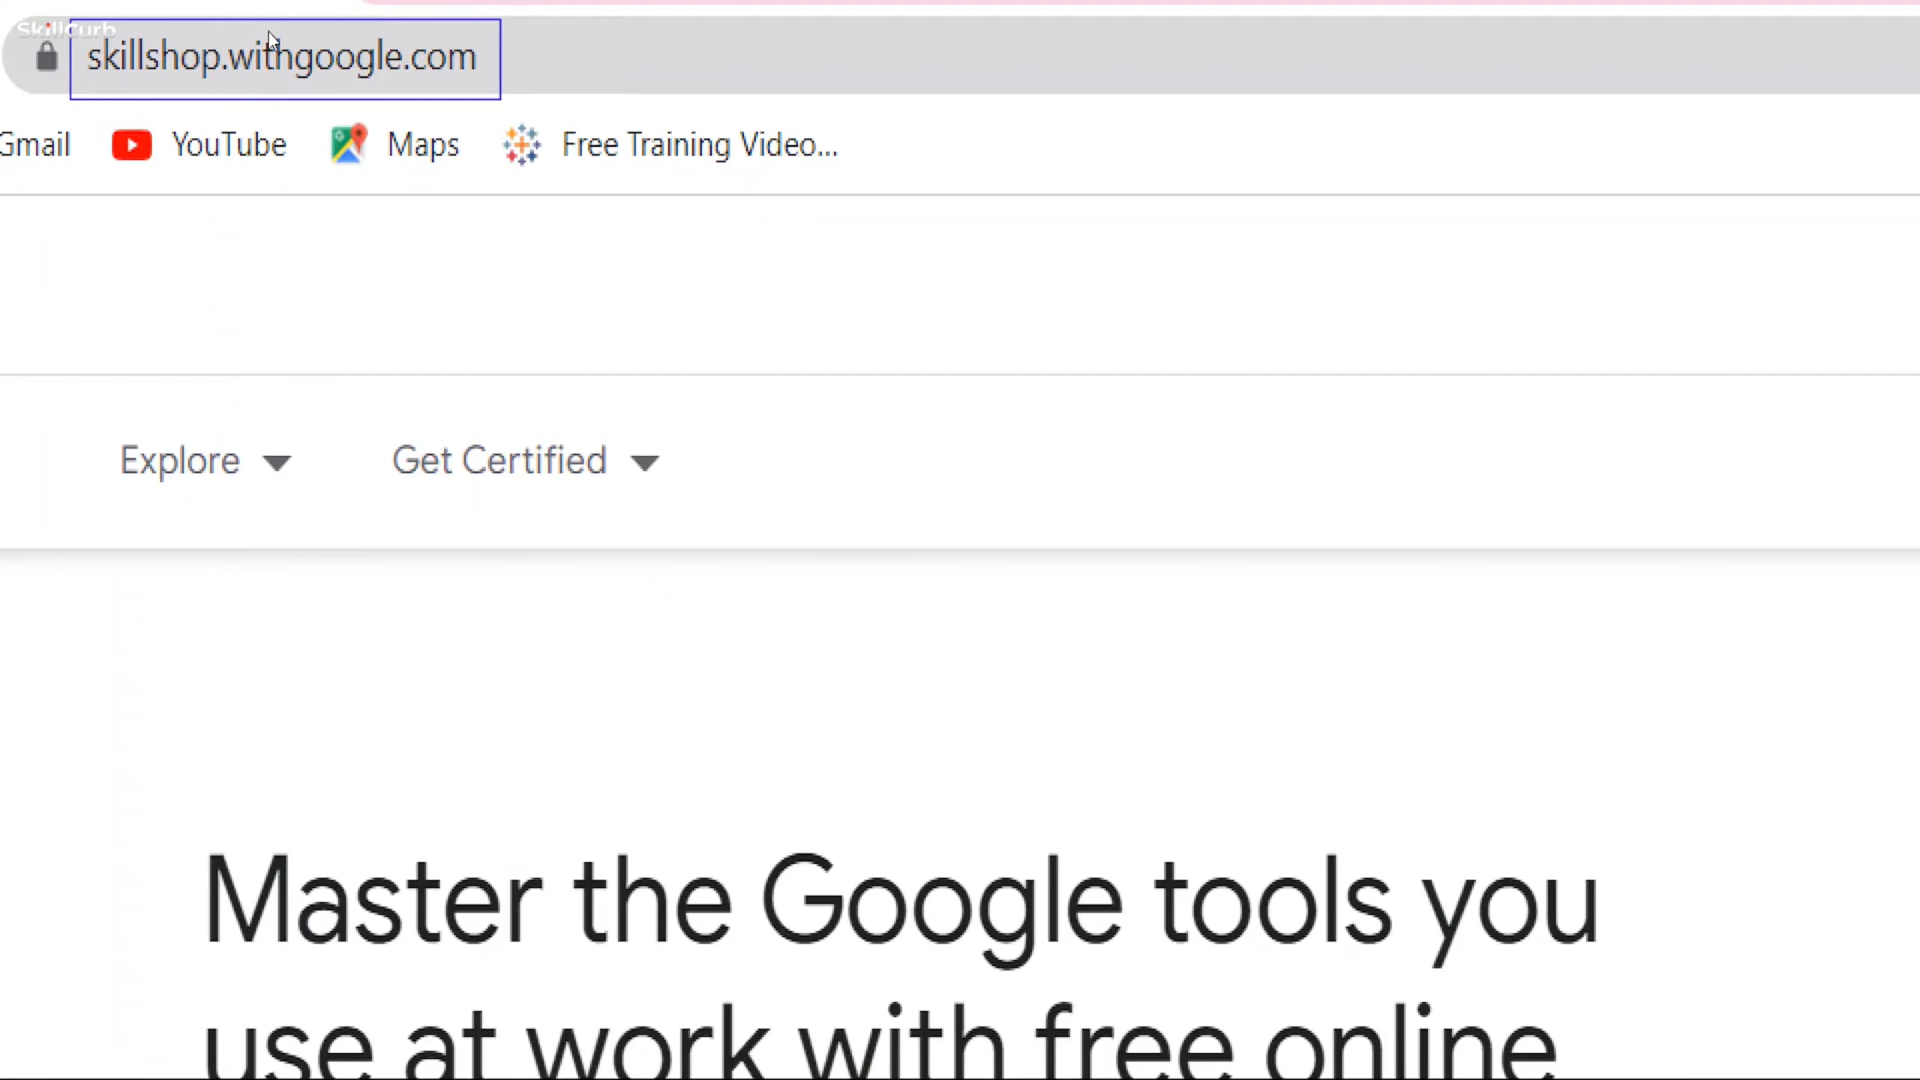 SkillCurb
skillshop.withgoogle.com
Gmail YouTube Maps Free Training Video...
Explore Get Certified
Master the Google tools you
use at work with free online